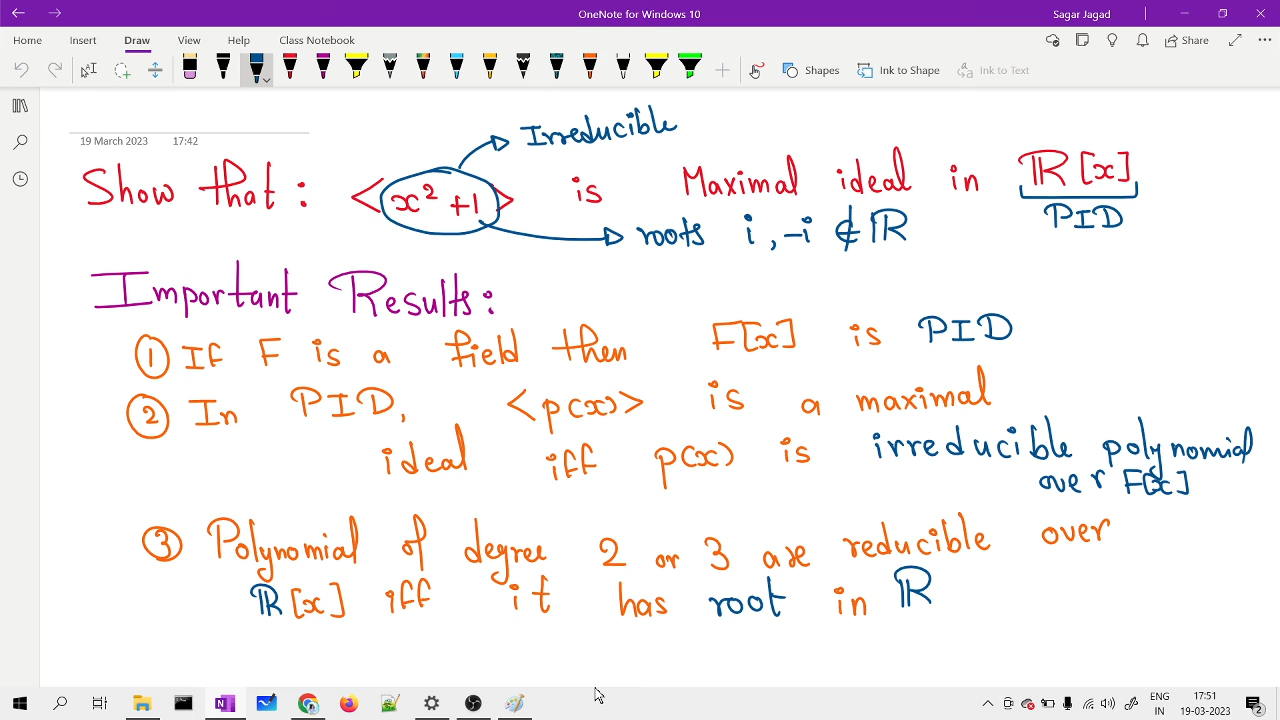 OneNote for Windows 10
Sagar Jagad
Home Insert Draw View Help Class Notebook
Share
Shapes Ink to Shape Ink to Text
19 March 2023 17:42
Irreducible
Show that: <x² +1> is Maximal ideal in ℝ[x]
PID
roots i, -i ∉ ℝ
Important Results:
① If F is a field then F[x] is PID
② In PID, <p(x)> is a maximal
ideal iff p(x) is irreducible polynomial
over F[x]
③ Polynomial of degree 2 or 3 are reducible over
ℝ[x] iff it has root in ℝ
ENG
IN
17:51
19-03-2023
2